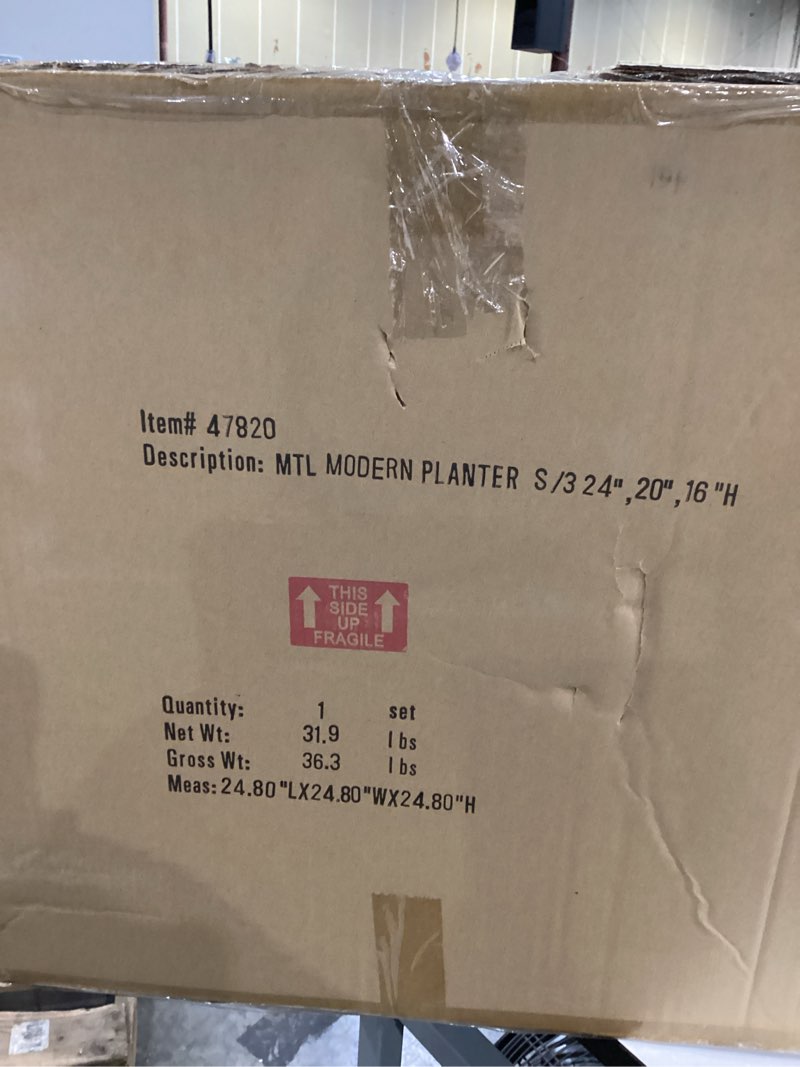 Item# 47820
Description: MTL MODERN PLANTER S/3 24",20",16 "H
THIS
SIDE
UP
FRAGILE
Quantity: 1 set
Net Wt: 31.9 lbs
Gross Wt: 36.3 lbs
Meas: 24.80"LX24.80"WX24.80"H